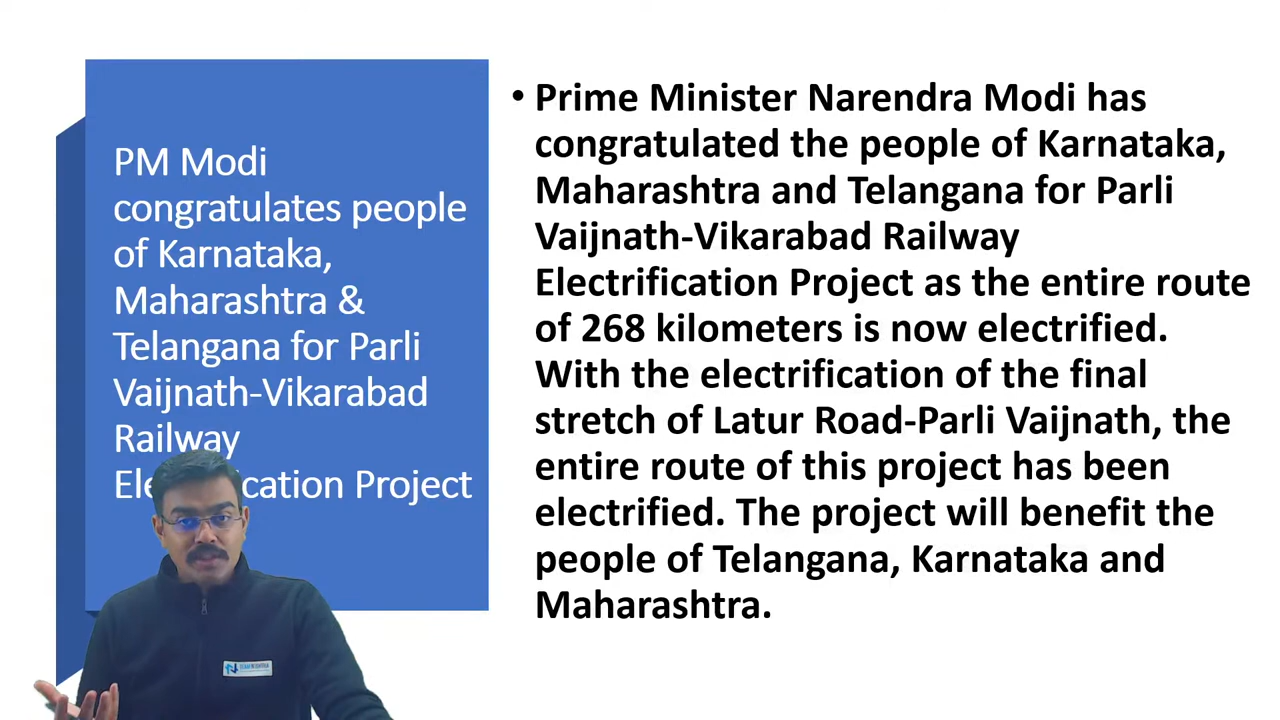 PM Modi
congratulates people
of Karnataka,
Maharashtra &
Telangana for Parli
Vaijnath-Vikarabad
Railway
Project
• Prime Minister Narendra Modi has
congratulated the people of Karnataka,
Maharashtra and Telangana for Parli
Vaijnath-Vikarabad Railway
Electrification Project as the entire route
of 268 kilometers is now electrified.
With the electrification of the final
stretch of Latur Road-Parli Vaijnath, the
entire route of this project has been
electrified. The project will benefit the
people of Telangana, Karnataka and
Maharashtra.